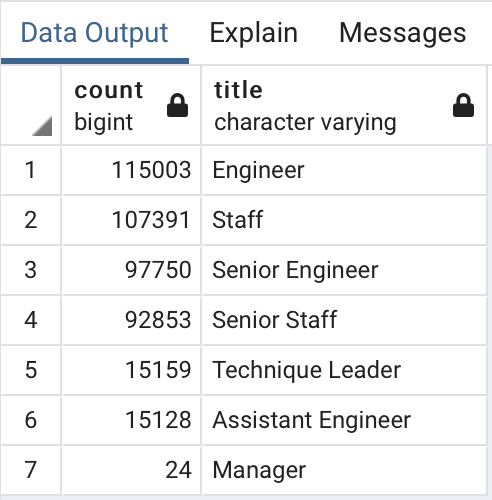 Data Output Explain Messages
count title
bigint character varying
1 115003 Engineer
2 107391 Staff
3 97750 Senior Engineer
4 92853 Senior Staff
5 15159 Technique Leader
6 15128 Assistant Engineer
7 24 Manager